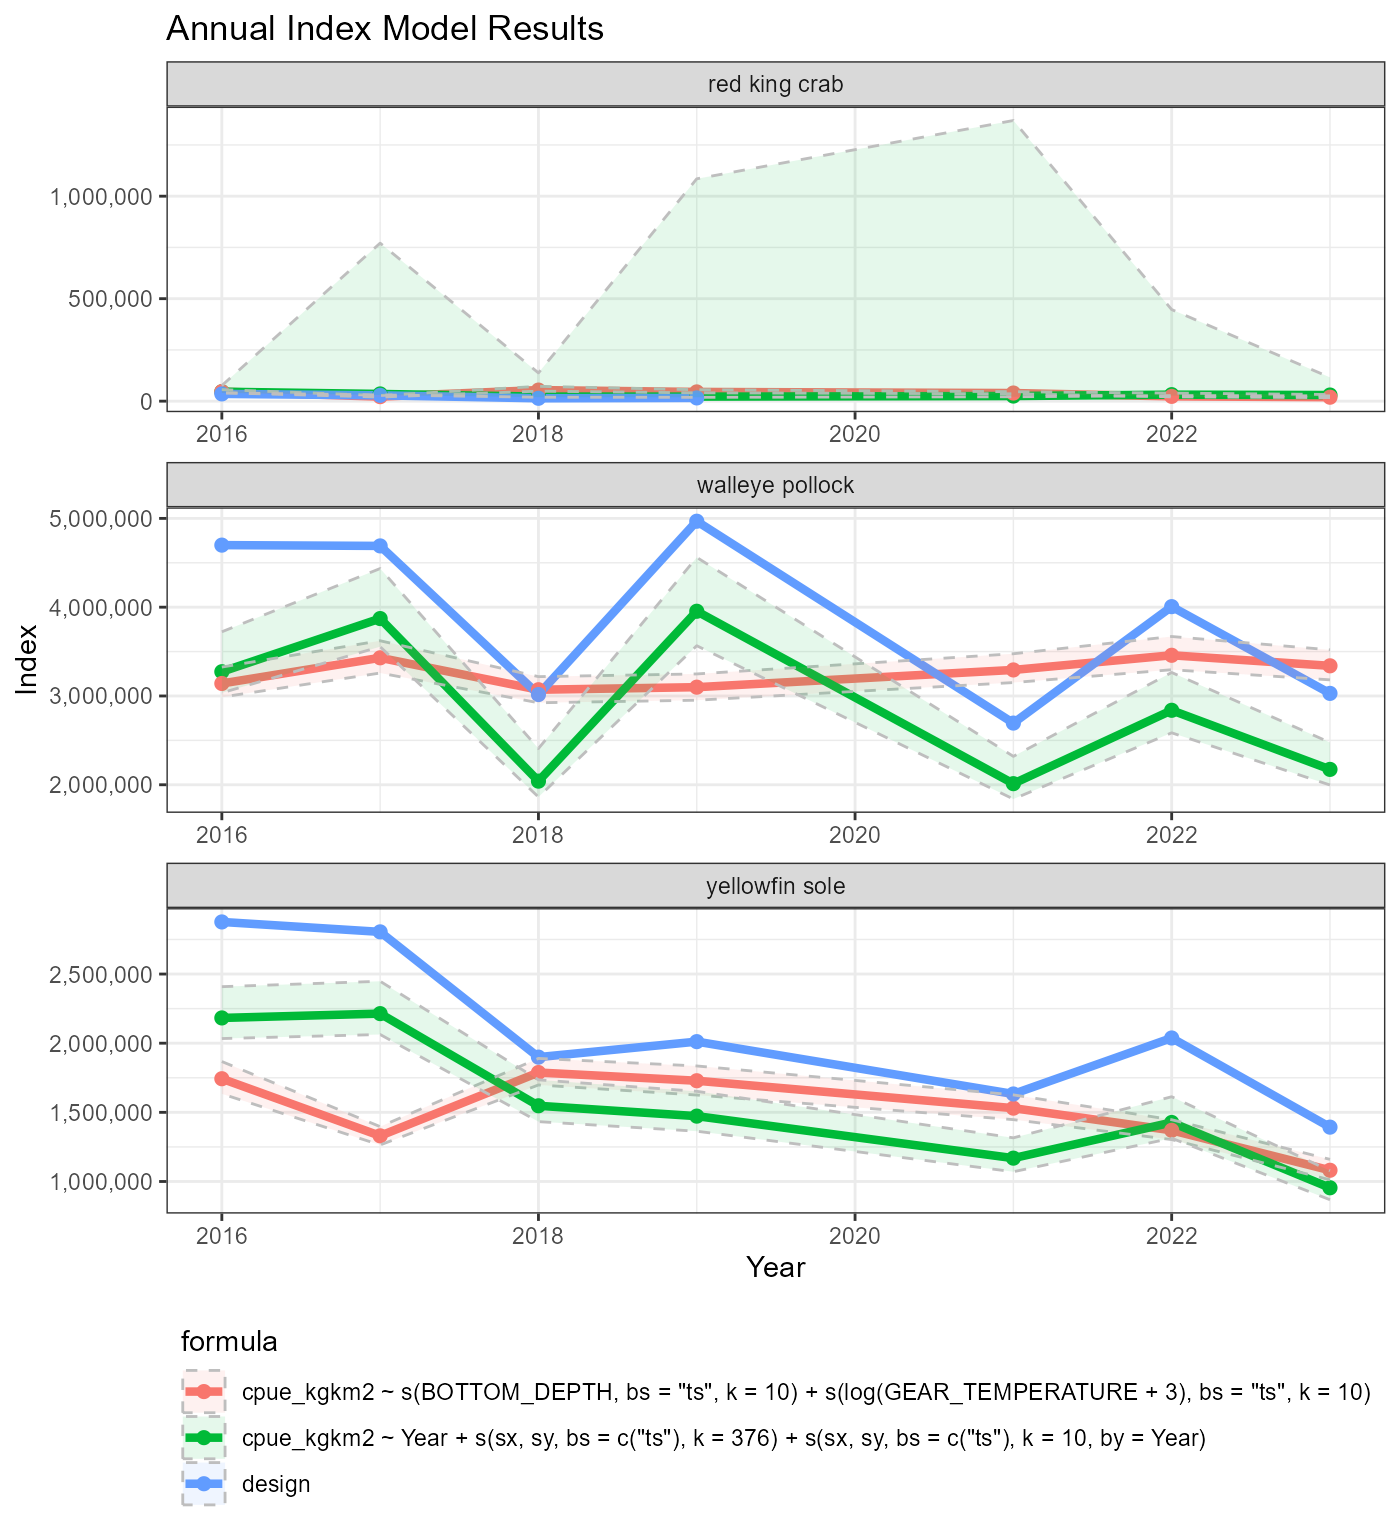 Annual Index Model Results
red king crab
1,000,000
500,000
0
2016 2018 2020 2022
walleye pollock
5,000,000
4,000,000
3,000,000
2,000,000
2016 2018 2020 2022
Index
yellowfin sole
2,500,000
2,000,000
1,500,000
1,000,000
2016 2018 2020 2022
Year
formula
cpue_kgkm2 ~ s(BOTTOM_DEPTH, bs = "ts", k = 10) + s(log(GEAR_TEMPERATURE + 3), bs = "ts", k = 10)
cpue_kgkm2 ~ Year + s(sx, sy, bs = c("ts"), k = 376) + s(sx, sy, bs = c("ts"), k = 10, by = Year)
design